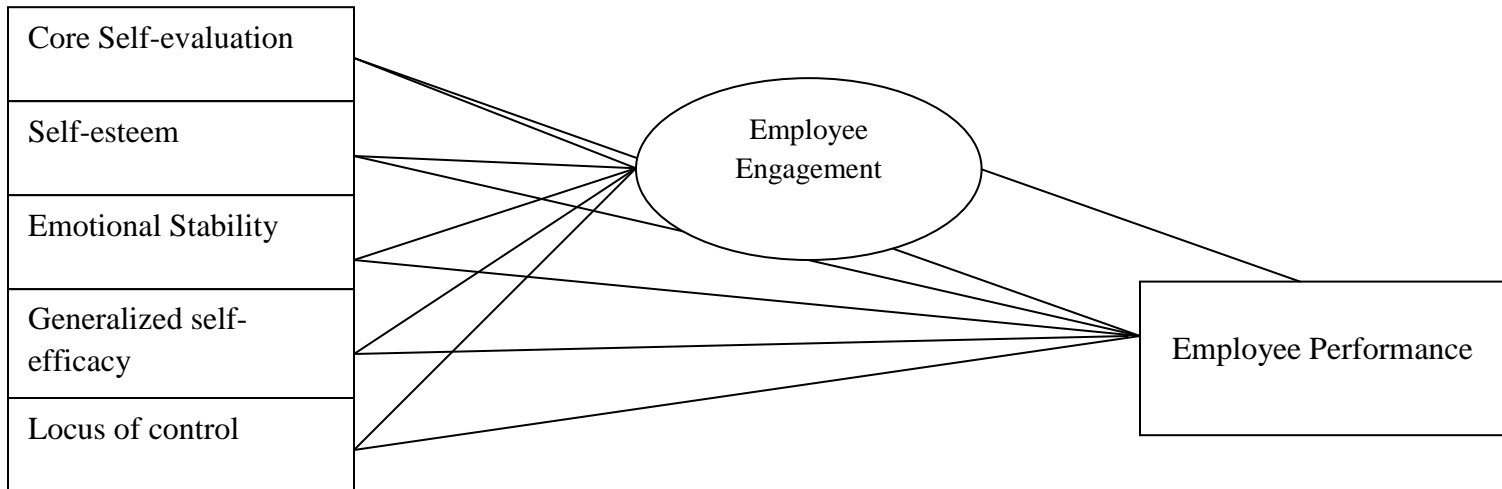 Core Self-evaluation
Self-esteem
Emotional Stability
Generalized self-
efficacy
Locus of control
Employee
Engagement
Employee Performance